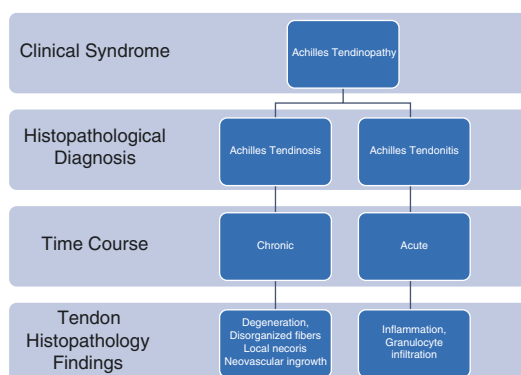 Clinical Syndrome
Achilles Tendinopathy
Histopathological
Diagnosis
Achilles Tendinosis
Achilles Tendonitis
Time Course
Chronic
Acute
Tendon
Histopathology
Findings
Degeneration,
Disorganized fibers
Local necoris
Neovascular ingrowth
Inflammation,
Granulocyte
infiltration